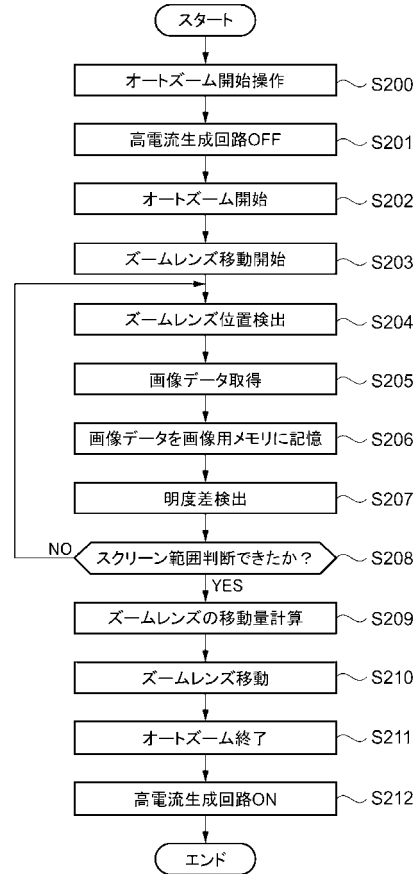 スタート
オートズーム開始操作 S200
高電流生成回路OFF S201
オートズーム開始 S202
ズームレンズ移動開始 S203
ズームレンズ位置検出 S204
画像データ取得 S205
画像データを画像用メモリに記憶 S206
明度差検出 S207
NO スクリーン範囲判断できたか? S208
YES
ズームレンズの移動量計算 S209
ズームレンズ移動 S210
オートズーム終了 S211
高電流生成回路ON S212
エンド